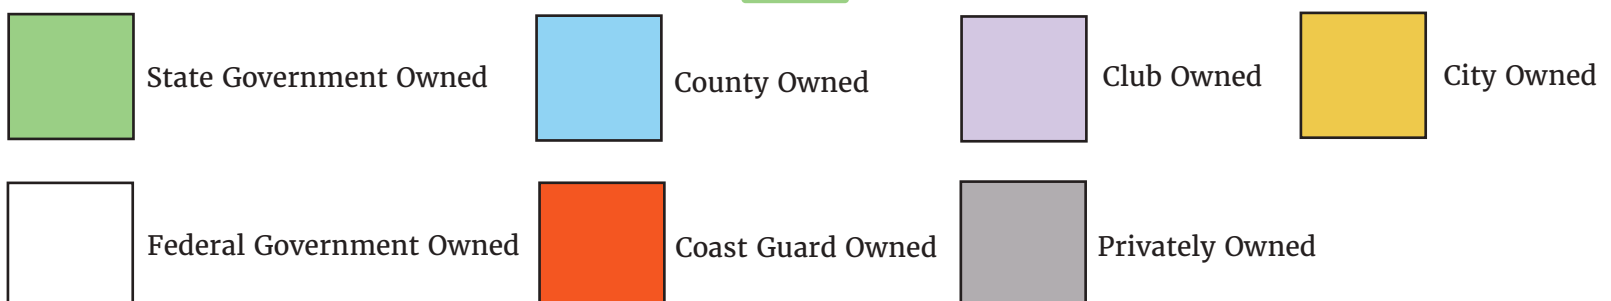 State Government Owned
County Owned
Club Owned
City Owned
Federal Government Owned
Coast Guard Owned
Privately Owned